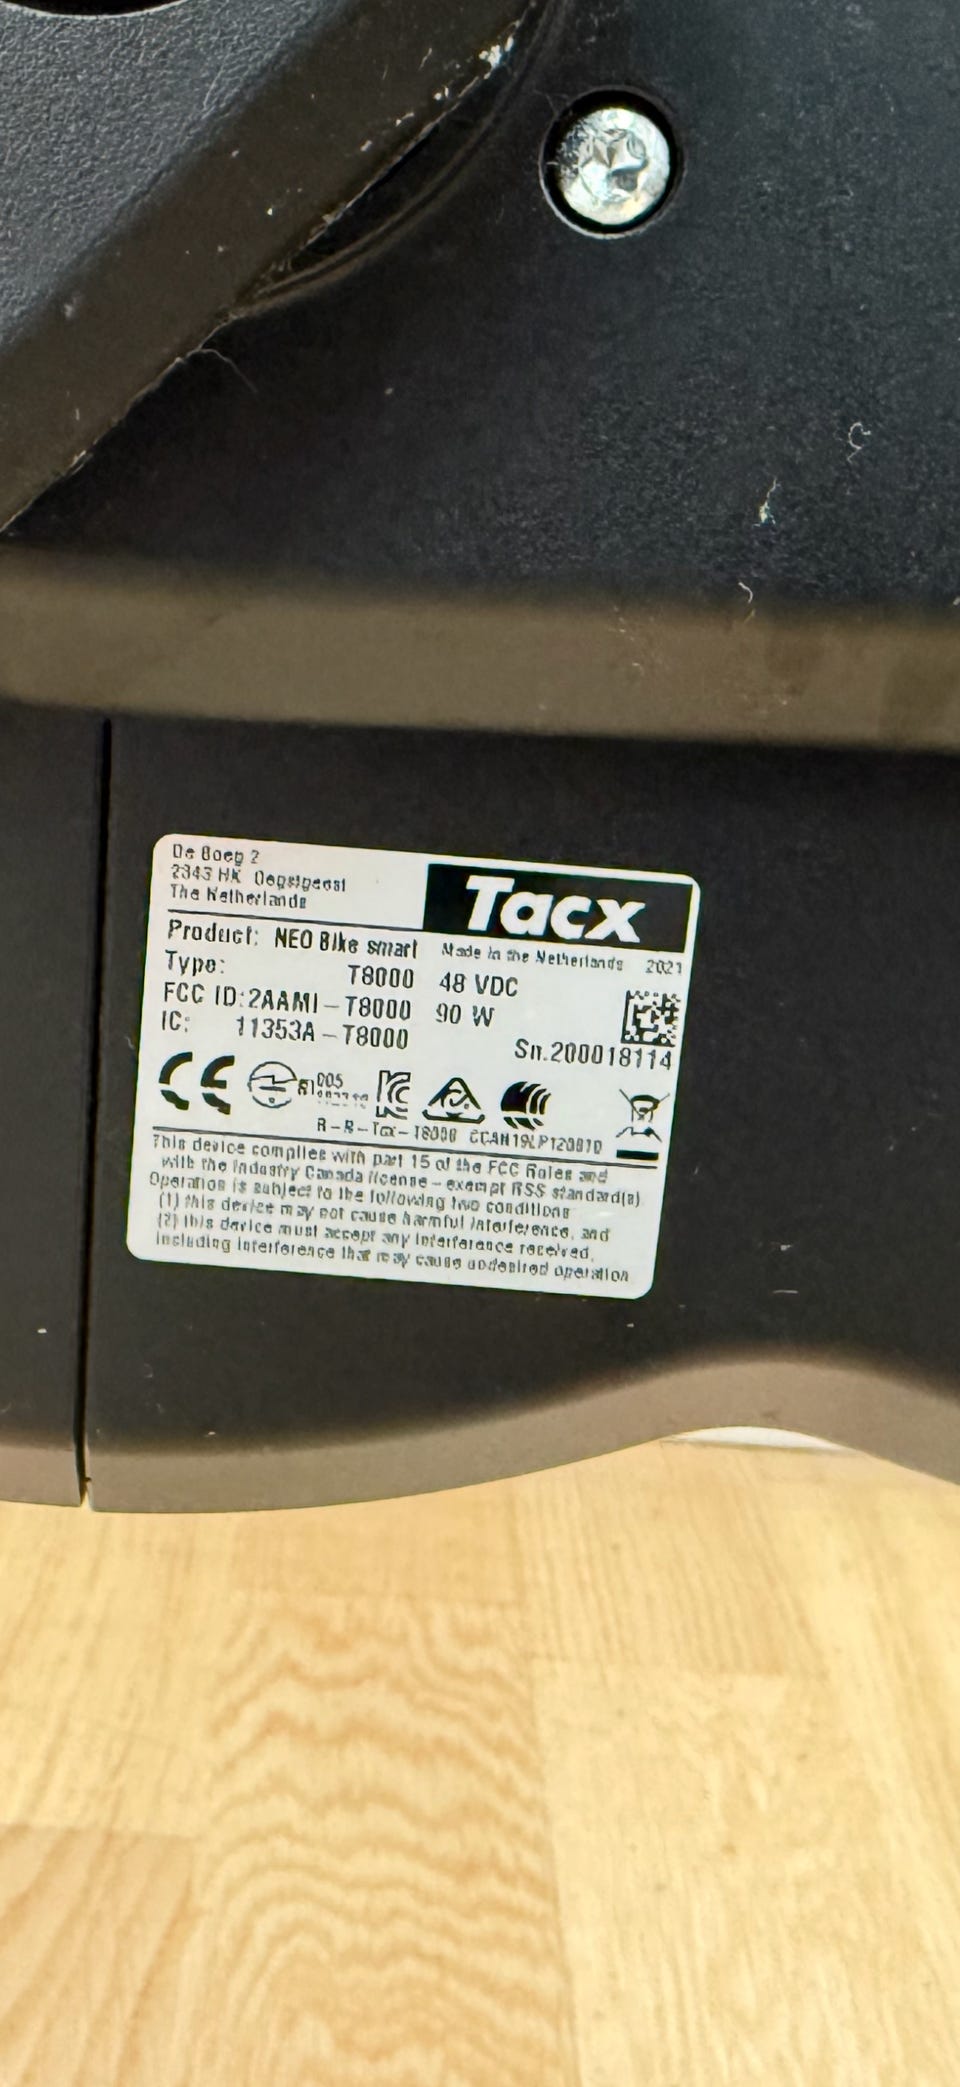 De Boeg 2
2343 HK Oegstgeest
The Netherlands
Tacx
Product: NEO Bike smart
Made in the Netherlands 2021
Type: T8000 48 VDC
FCC ID:2AAMI-T8000 90 W
IC: 11353A-T8000
Sn.200018114
CE
R 005
R-R-Tcx-T8000 CCAH19LP1208T0
This device complies with part 15 of the FCC Rules and
with the Industry Canada license-exempt RSS standard(s)
Operation is subject to the following two conditions:
(1) this device may not cause harmful interference, and
(2) this device must accept any interference received,
including interference that may cause undesired operation